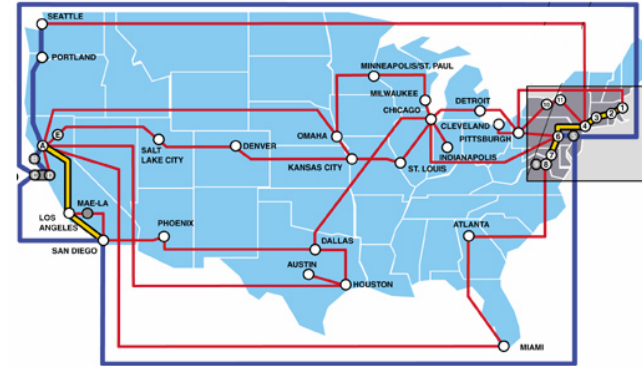 SEATTLE
PORTLAND
MINNEAPOLIS/ST. PAUL
MILWAUKEE
CHICAGO
DETROIT
CLEVELAND
PITTSBURGH
INDIANAPOLIS
10
11
1
2
3
4
6
7
A
E
SALT
LAKE CITY
DENVER
OMAHA
KANSAS CITY
ST. LOUIS
MAE-LA
LOS
ANGELES
SAN DIEGO
PHOENIX
DALLAS
AUSTIN
HOUSTON
ATLANTA
MIAMI